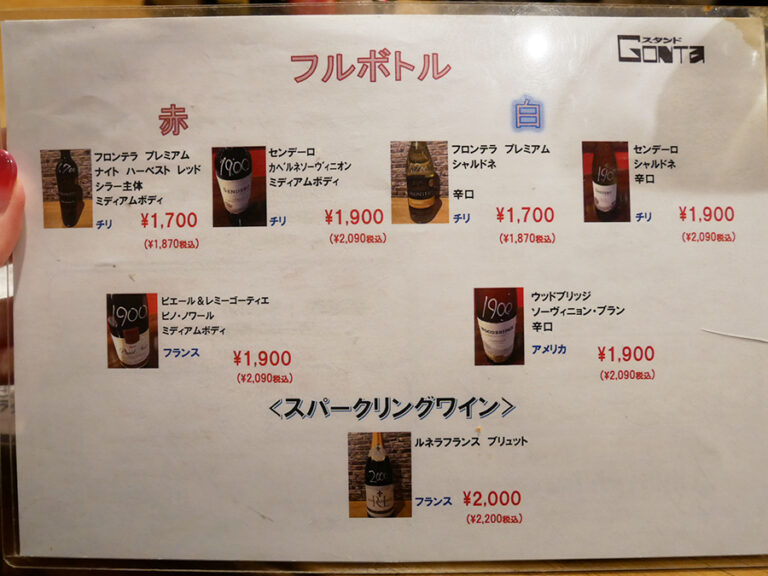 スタンド
GONTa
フルボトル
赤
フロンテラ プレミアム
ナイト ハーベスト レッド
シラー主体
ミディアムボディ
チリ ¥1,700
(¥1,870税込)
1900
センデーロ
カベルネソーヴィニオン
ミディアムボディ
チリ ¥1,900
(¥2,090税込)
白
フロンテラ プレミアム
シャルドネ
辛口
チリ ¥1,700
(¥1,870税込)
センデーロ
シャルドネ
辛口
チリ ¥1,900
(¥2,090税込)
1900
ピエール&レミーゴーティエ
ピノ・ノワール
ミディアムボディ
フランス ¥1,900
(¥2,090税込)
1900
ウッドブリッジ
ソーヴィニョン・ブラン
辛口
アメリカ ¥1,900
(¥2,090税込)
<スパークリングワイン>
2000
ルネラフランス ブリュット
フランス ¥2,000
(¥2,200税込)